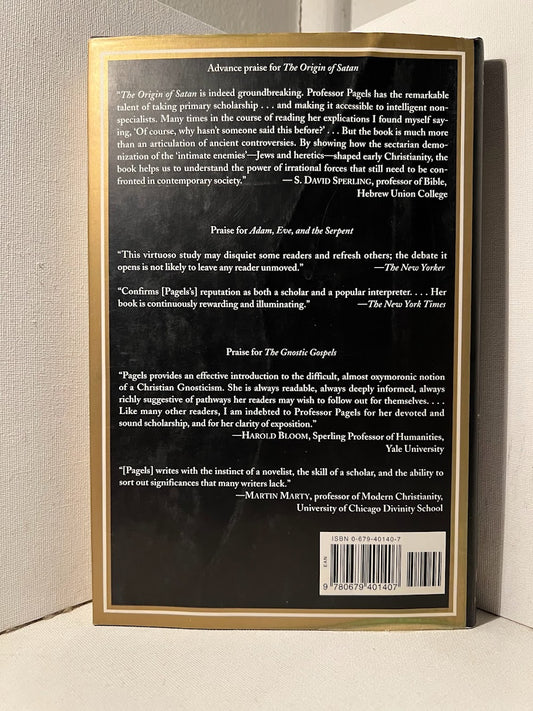 Advance praise for The Origin of Satan
"The Origin of Satan is indeed groundbreaking. Professor Pagels has the remarkable
talent of taking primary scholarship . . . and making it accessible to intelligent non-
specialists. Many times in the course of reading her explications I found myself say-
ing, ‘Of course, why hasn’t someone said this before?’ . . . But the book is much more
than an articulation of ancient controversies. By showing how the sectarian demo-
nization of the ‘intimate enemies’—Jews and heretics—shaped early Christianity, the
book helps us to understand the power of irrational forces that still need to be con-
fronted in contemporary society.” —S. DAVID SPERLING, professor of Bible,
Hebrew Union College
Praise for Adam, Eve, and the Serpent
“This virtuoso study may disquiet some readers and refresh others; the debate it
opens is not likely to leave any reader unmoved.” —The New Yorker
“Confirms [Pagels’s] reputation as both a scholar and a popular interpreter. . . . Her
book is continuously rewarding and illuminating.” —The New York Times
Praise for The Gnostic Gospels
“Pagels provides an effective introduction to the difficult, almost oxymoronic notion
of a Christian Gnosticism. She is always readable, always deeply informed, always
richly suggestive of pathways her readers may wish to follow out for themselves. . . .
Like many other readers, I am indebted to Professor Pagels for her devoted and
sound scholarship, and for her clarity of exposition.”
—HAROLD BLOOM, Sperling Professor of Humanities,
Yale University
“[Pagels] writes with the instinct of a novelist, the skill of a scholar, and the ability to
sort out significances that many writers lack.”
—MARTIN MARTY, professor of Modern Christianity,
University of Chicago Divinity School
ISBN 0-679-40140-7
EAN
9 780679 401407